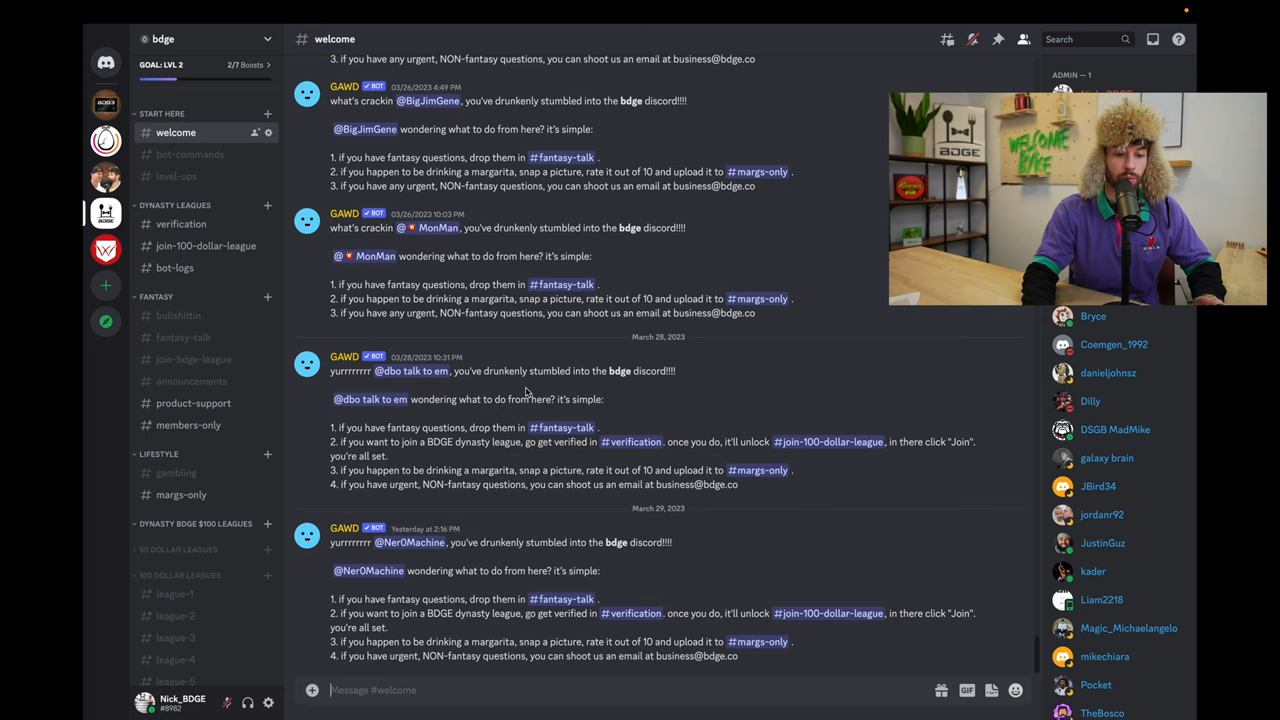 bdge
GOAL: LVL 2
2/7 Boosts
START HERE
welcome
bot-commands
level-ups
DYNASTY LEAGUES
verification
join-100-dollar-league
bot-logs
FANTASY
bullshittin
fantasy-talk
join-bdge-league
announcements
product-support
members-only
LIFESTYLE
gambling
margs-only
DYNASTY BDGE $100 LEAGUES
50 DOLLAR LEAGUES
100 DOLLAR LEAGUES
league-1
league-2
league-3
league-4
league-5
Nick_BDGE
#8982
# welcome
Search
3. if you have any urgent, NON-fantasy questions, you can shoot us an email at business@bdge.co
GAWD BOT 03/26/2023 4:49 PM
what's crackin @BigJimGene, you've drunkenly stumbled into the bdge discord!!!!
@BigJimGene wondering what to do from here? it's simple:
1. if you have fantasy questions, drop them in #fantasy-talk .
2. if you happen to be drinking a margarita, snap a picture, rate it out of 10 and upload it to #margs-only .
3. if you have any urgent, NON-fantasy questions, you can shoot us an email at business@bdge.co
GAWD BOT 03/26/2023 10:03 PM
what's crackin @💥 MonMan, you've drunkenly stumbled into the bdge discord!!!!
@💥 MonMan wondering what to do from here? it's simple:
1. if you have fantasy questions, drop them in #fantasy-talk .
2. if you happen to be drinking a margarita, snap a picture, rate it out of 10 and upload it to #margs-only .
3. if you have any urgent, NON-fantasy questions, you can shoot us an email at business@bdge.co
March 28, 2023
GAWD BOT 03/28/2023 10:31 PM
yurrrrrrrr @dbo talk to em, you've drunkenly stumbled into the bdge discord!!!!
@dbo talk to em wondering what to do from here? it's simple:
1. if you have fantasy questions, drop them in #fantasy-talk .
2. if you want to join a BDGE dynasty league, go get verified in #verification. once you do, it'll unlock #join-100-dollar-league, in there click "Join".
you're all set.
3. if you happen to be drinking a margarita, snap a picture, rate it out of 10 and upload it to #margs-only .
4. if you have urgent, NON-fantasy questions, you can shoot us an email at business@bdge.co
March 29, 2023
GAWD BOT Yesterday at 2:16 PM
yurrrrrrrr @Ner0Machine, you've drunkenly stumbled into the bdge discord!!!!
@Ner0Machine wondering what to do from here? it's simple:
1. if you have fantasy questions, drop them in #fantasy-talk .
2. if you want to join a BDGE dynasty league, go get verified in #verification. once you do, it'll unlock #join-100-dollar-league, in there click "Join".
you're all set.
3. if you happen to be drinking a margarita, snap a picture, rate it out of 10 and upload it to #margs-only .
4. if you have urgent, NON-fantasy questions, you can shoot us an email at business@bdge.co
Message #welcome
GIF
ADMIN — 1
BDGE
WELCOME
Bryce
Coemgen_1992
danieljohnsz
Dilly
DSGB MadMike
galaxy brain
JBird34
jordanr92
JustinGuz
kader
Liam2218
Magic_Michaelangelo
mikechiara
Pocket
TheBosco